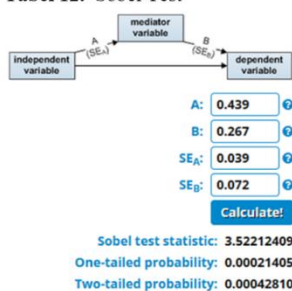 mediator
variable
A
(SEA)
B
(SEB)
independent
variable
dependent
variable
A: 0.439 ?
B: 0.267 ?
SEA: 0.039 ?
SEB: 0.072 ?
Calculate!
Sobel test statistic: 3.52212409
One-tailed probability: 0.00021405
Two-tailed probability: 0.00042810